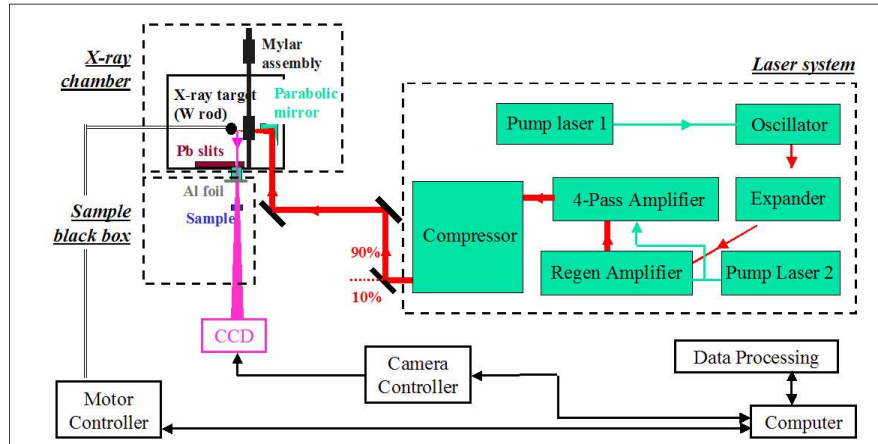 X-ray
chamber
Mylar
assembly
X-ray target
(W rod)
Parabolic
mirror
Pb slits
Al foil
Sample
Sample
black box
CCD
Laser system
Pump laser 1
Oscillator
4-Pass Amplifier
Expander
Compressor
Regen Amplifier
Pump Laser 2
90%
10%
Motor
Controller
Camera
Controller
Data Processing
Computer